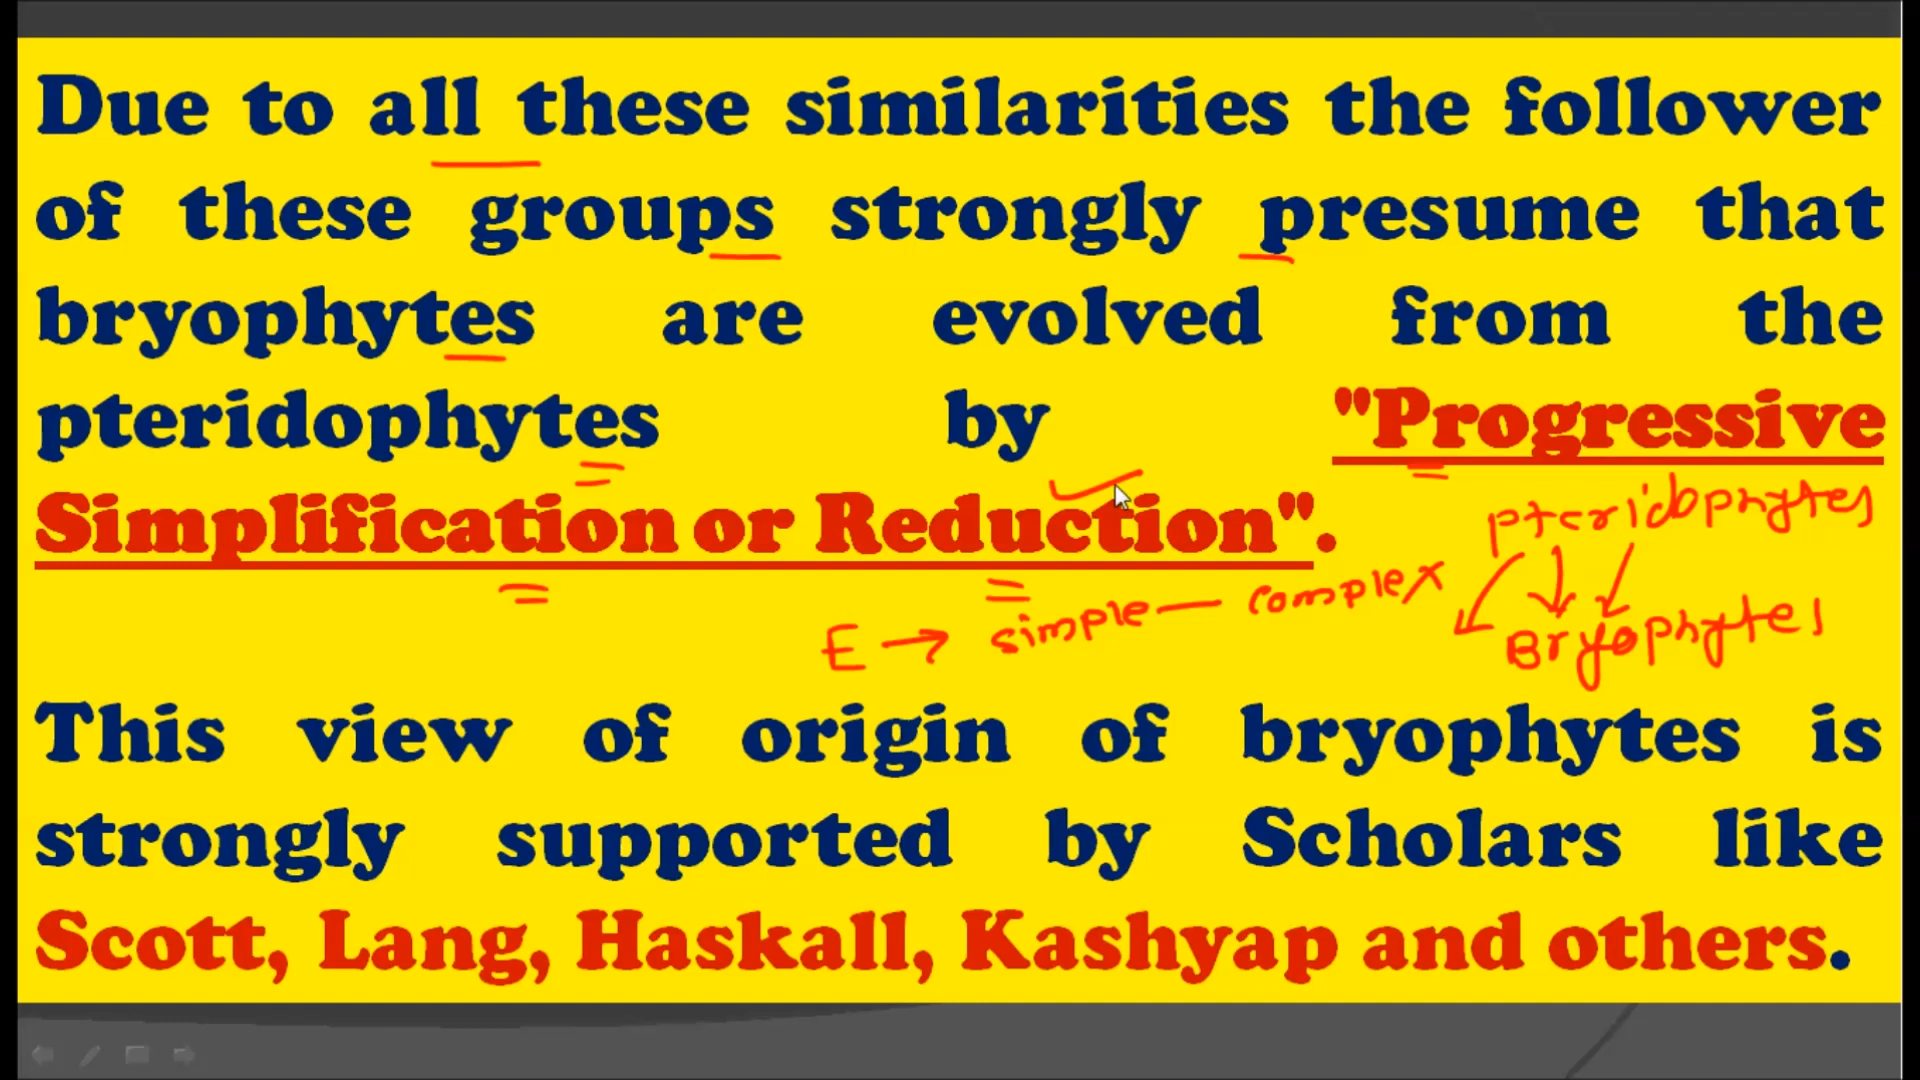 Due to all these similarities the follower
of these groups strongly presume that
bryophytes are evolved from the
pteridophytes by "Progressive
Simplification or Reduction".
pteridophytes
E → simple — complex
Bryophytes
This view of origin of bryophytes is
strongly supported by Scholars like
Scott, Lang, Haskall, Kashyap and others.